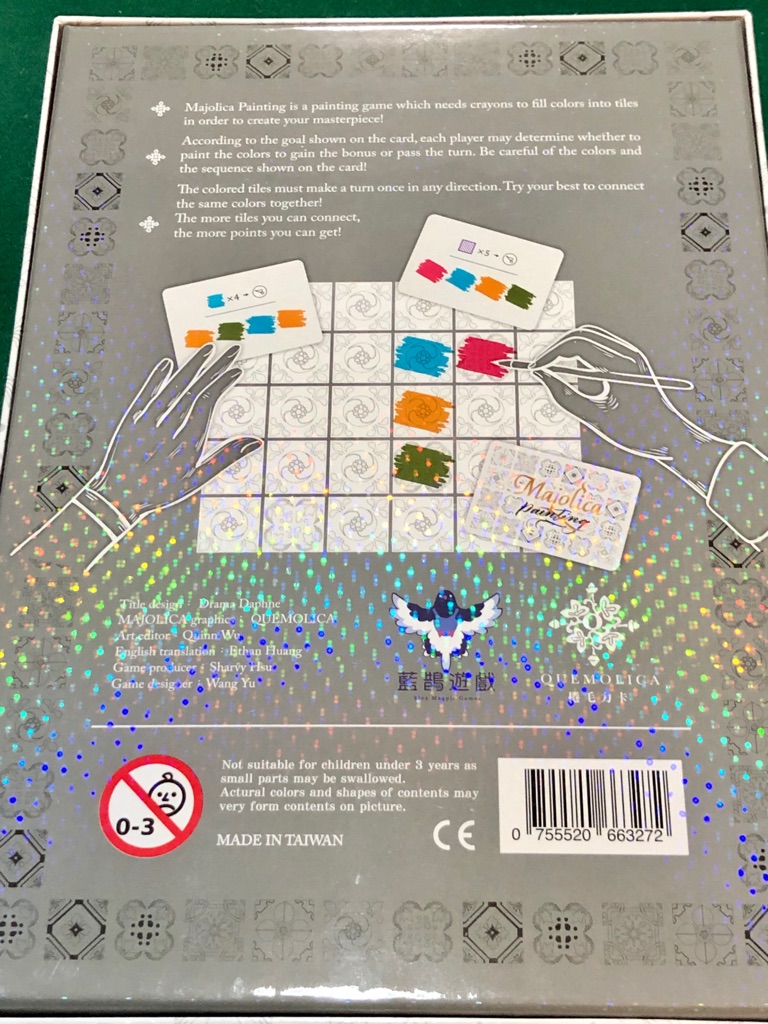 Majolica Painting is a painting game which needs crayons to fill colors into tiles
in order to create your masterpiece!
According to the goal shown on the card, each player may determine whether to
paint the colors to gain the bonus or pass the turn. Be careful of the colors and
the sequence shown on the card!
The colored tiles must make a turn once in any direction. Try your best to connect
the same colors together!
The more tiles you can connect,
the more points you can get!
×5
×4
Majolica
Painting
Title design： Drama Daphne
MAJOLICA graphic： QUEMOLICA
Art editor：Quinn Wu
English translation：Ethan Huang
Game producer：Sharvy Hsu
Game designer：Wang Yu
藍鵲遊戲
Blue Magpie Games
QUEMOLICA
Not suitable for children under 3 years as
small parts may be swallowed.
Actural colors and shapes of contents may
very form contents on picture.
0-3
MADE IN TAIWAN
CE
0 755520 663272